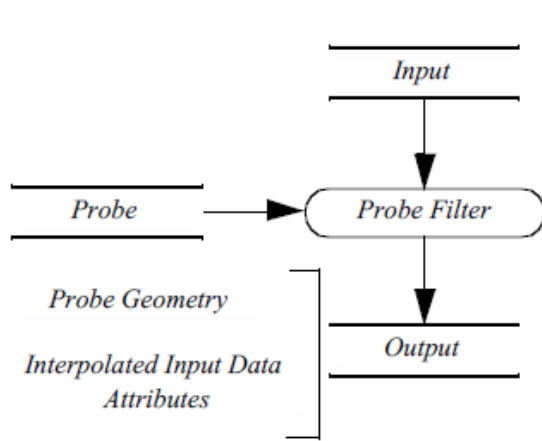 Input
Probe
Probe Filter
Probe Geometry
Interpolated Input Data
Attributes
Output